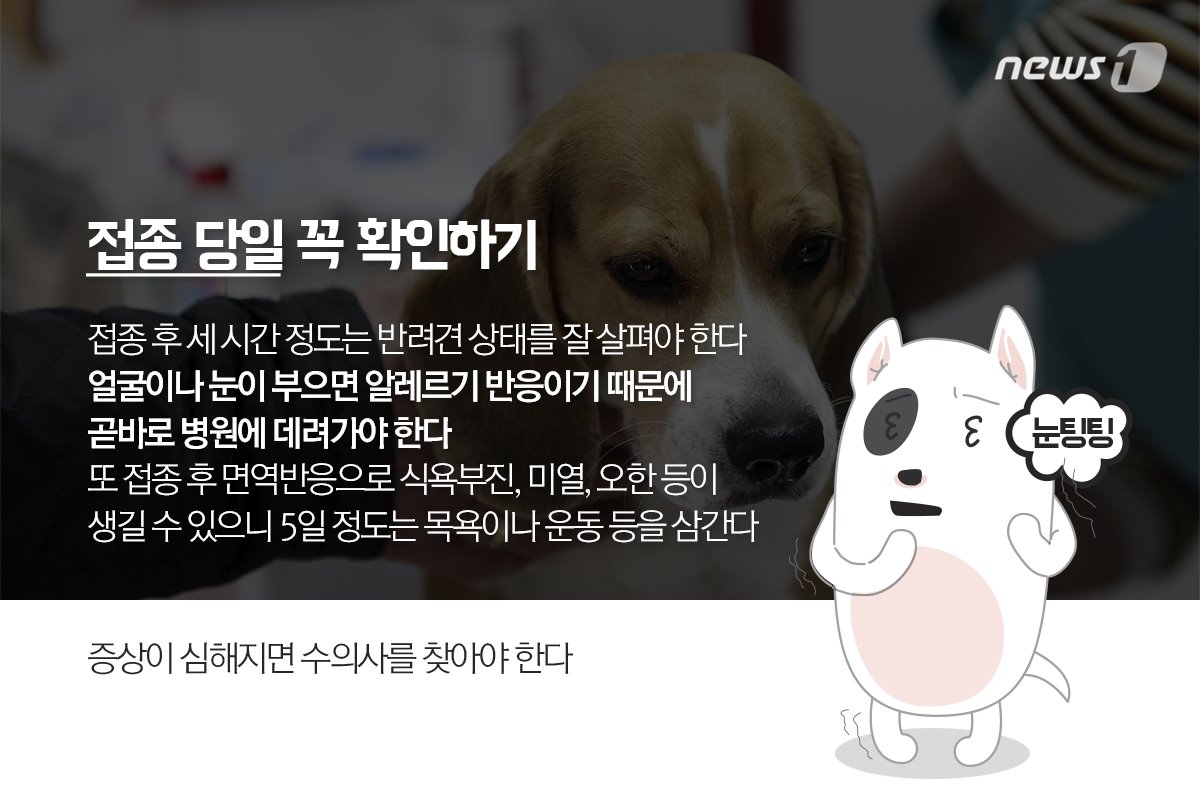 news1
접종 당일 꼭 확인하기
접종 후 세 시간 정도는 반려견 상태를 잘 살펴야 한다
얼굴이나 눈이 부으면 알레르기 반응이기 때문에
곧바로 병원에 데려가야 한다
또 접종 후 면역반응으로 식욕부진, 미열, 오한 등이
생길 수 있으니 5일 정도는 목욕이나 운동 등을 삼간다
눈팅팅
증상이 심해지면 수의사를 찾아야 한다